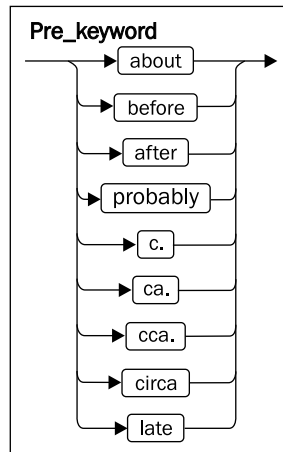 Pre_keyword
about
before
after
probably
c.
ca.
cca.
circa
late